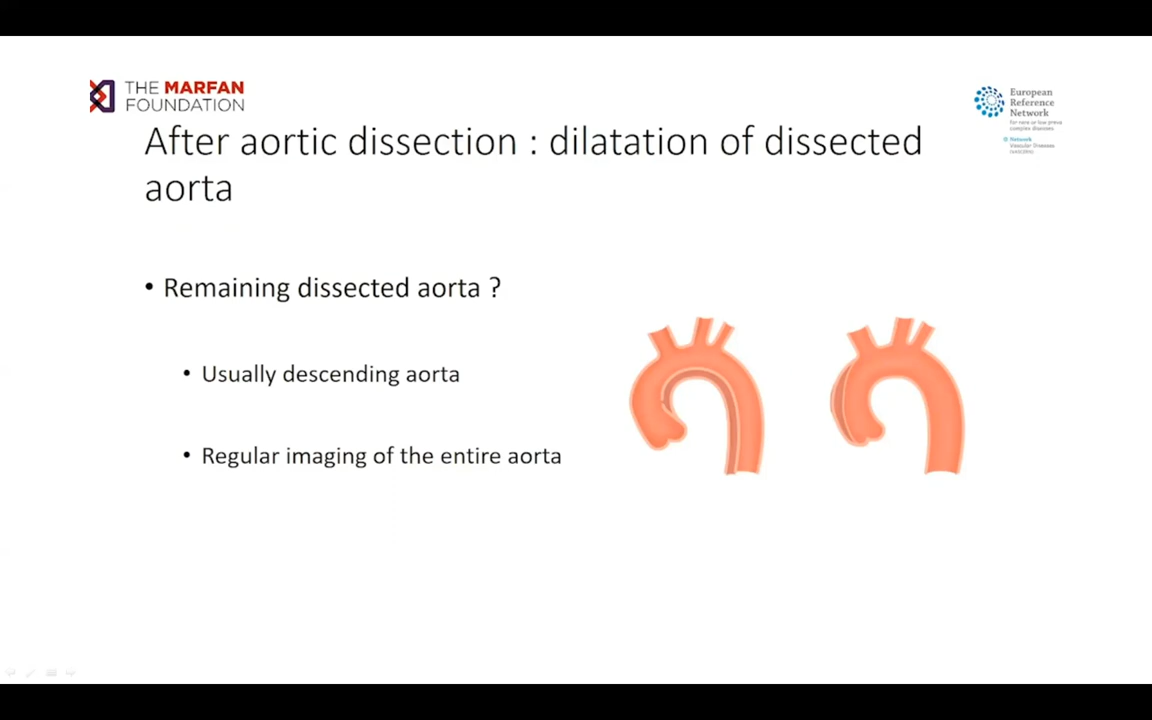 THE MARFAN
FOUNDATION
European
Reference
Network
for rare or low preva
complex diseases
Network
Vascular Diseases
(VASCERN)
After aortic dissection : dilatation of dissected
aorta
• Remaining dissected aorta ?
• Usually descending aorta
• Regular imaging of the entire aorta